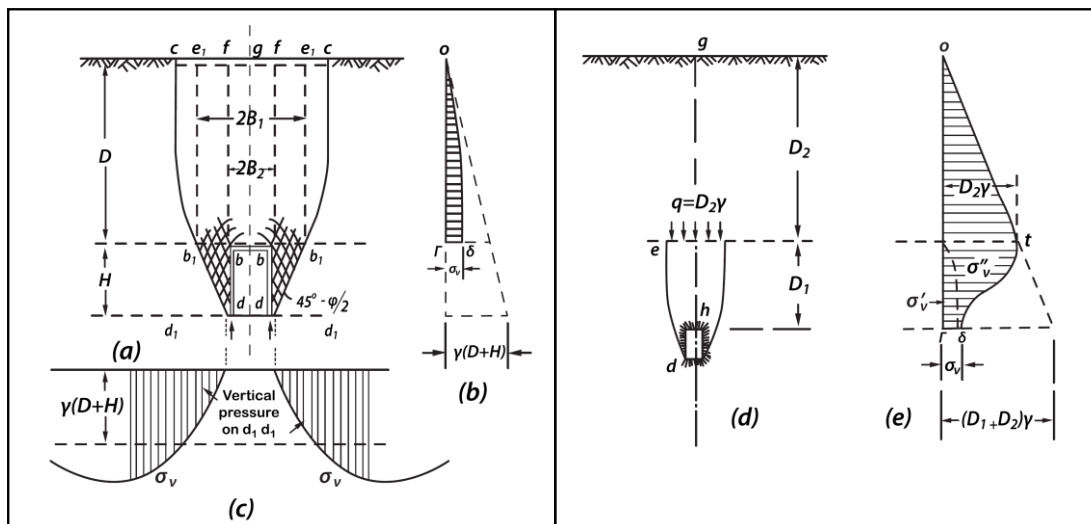 c e₁ f g f e₁ c
2B₁
2B₂
D
H
b₁ b b b₁
d d
45° - φ/2
d₁ d₁
(a)
o
Γ δ
σᵥ
γ(D+H)
(b)
γ(D+H)
Vertical
pressure
on d₁ d₁
σᵥ σᵥ
(c)
g
D₂
q=D₂γ
e
D₁
h
d
(d)
o
D₂γ
t
σ″ᵥ
σ′ᵥ
Γ δ
σᵥ
(D₁+D₂)γ
(e)